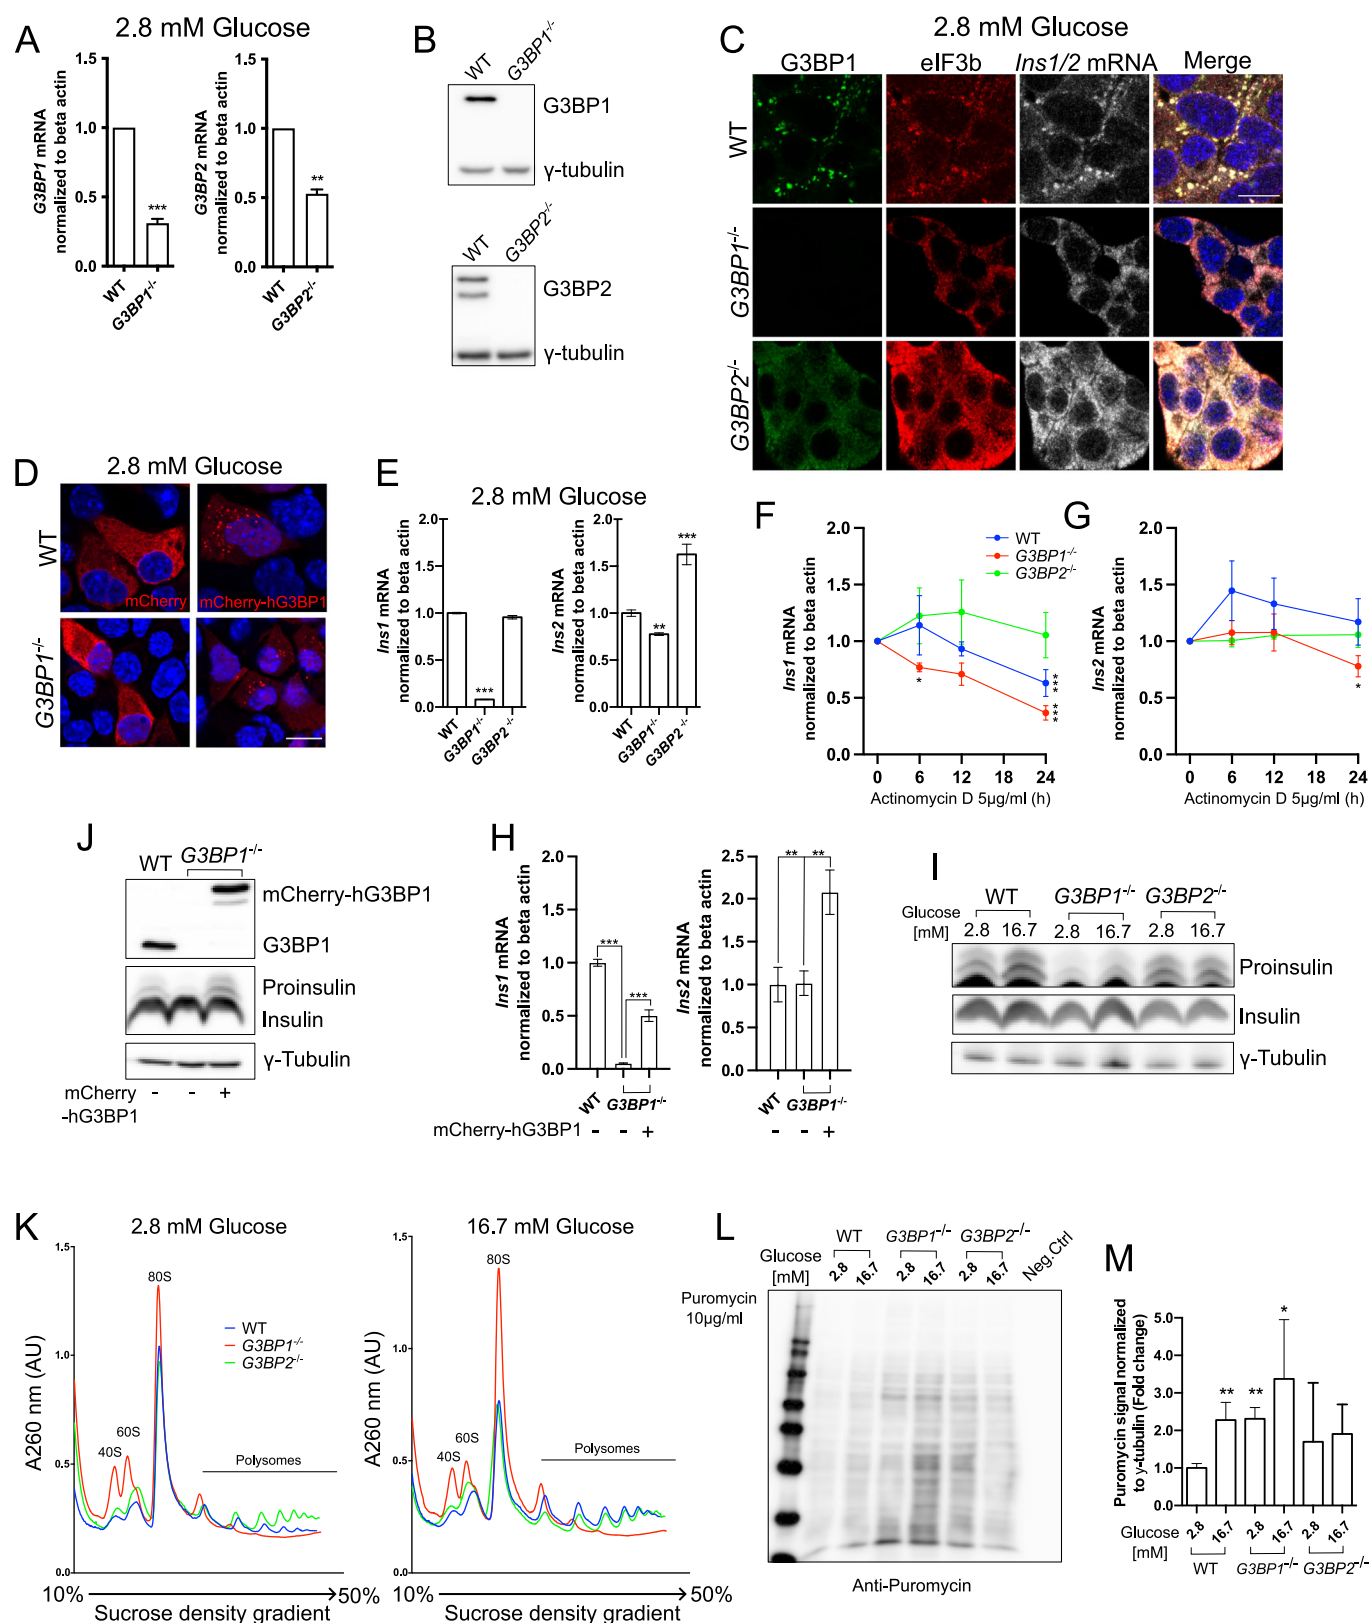 A
2.8 mM Glucose
G3BP1 mRNA
normalized to beta actin
1.5
1.0
0.5
0.0
***
WT
G3BP1-/-
G3BP2 mRNA
normalized to beta actin
1.5
1.0
0.5
0.0
**
WT
G3BP2-/-
B
WT
G3BP1-/-
G3BP1
γ-tubulin
WT
G3BP2-/-
G3BP2
γ-tubulin
C
2.8 mM Glucose
G3BP1
eIF3b
Ins1/2 mRNA
Merge
WT
G3BP1-/-
G3BP2-/-
D
2.8 mM Glucose
WT
G3BP1-/-
mCherry
mCherry-hG3BP1
E
2.8 mM Glucose
Ins1 mRNA
normalized to beta actin
2.0
1.5
1.0
0.5
0.0
***
WT
G3BP1-/-
G3BP2-/-
Ins2 mRNA
normalized to beta actin
2.0
1.5
1.0
0.5
0.0
**
***
WT
G3BP1-/-
G3BP2-/-
F
Ins1 mRNA
normalized to beta actin
2.0
1.5
1.0
0.5
0.0
WT
G3BP1-/-
G3BP2-/-
*
***
***
0 6 12 18 24
Actinomycin D 5μg/ml (h)
G
Ins2 mRNA
normalized to beta actin
2.0
1.5
1.0
0.5
0.0
*
0 6 12 18 24
Actinomycin D 5μg/ml (h)
J
WT
G3BP1-/-
mCherry-hG3BP1
G3BP1
Proinsulin
Insulin
γ-Tubulin
mCherry
-hG3BP1
- - +
H
Ins1 mRNA
normalized to beta actin
2.0
1.5
1.0
0.5
0.0
***
***
WT
G3BP1-/-
Ins2 mRNA
normalized to beta actin
2.5
2.0
1.5
1.0
0.5
0.0
** **
WT
G3BP1-/-
mCherry-hG3BP1
- - +
- - +
I
WT
G3BP1-/-
G3BP2-/-
Glucose
[mM]
2.8 16.7 2.8 16.7 2.8 16.7
Proinsulin
Insulin
γ-Tubulin
K
2.8 mM Glucose
A260 nm (AU)
1.5
1.0
0.5
0.0
40S
60S
80S
Polysomes
WT
G3BP1-/-
G3BP2-/-
10%
50%
Sucrose density gradient
16.7 mM Glucose
A260 nm (AU)
1.5
1.0
0.5
0.0
40S
60S
80S
Polysomes
10%
50%
Sucrose density gradient
L
WT
G3BP1-/-
G3BP2-/-
Glucose
[mM]
2.8 16.7 2.8 16.7 2.8 16.7
Neg.Ctrl
Puromycin
10μg/ml
Anti-Puromycin
M
Puromycin signal normalized
to γ-tubulin (Fold change)
5.0
4.0
3.0
2.0
1.0
0.0
**
**
*
Glucose
[mM]
2.8 16.7 2.8 16.7 2.8 16.7
WT
G3BP1-/-
G3BP2-/-